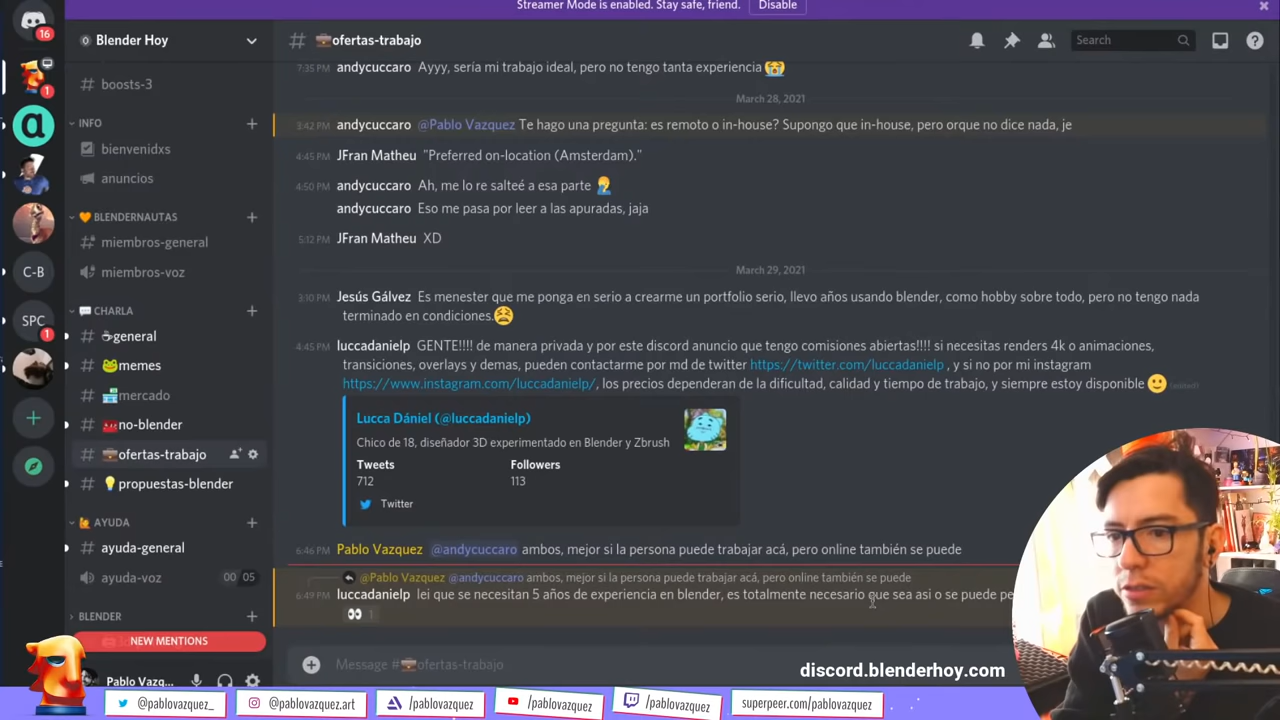 Streamer Mode is enabled. Stay safe, friend. Disable
16
Blender Hoy
ofertas-trabajo
Search
boosts-3
7:35 PM andycuccaro Ayyy, sería mi trabajo ideal, pero no tengo tanta experiencia
March 28, 2021
INFO
3:42 PM andycuccaro @Pablo Vazquez Te hago una pregunta: es remoto o in-house? Supongo que in-house, pero orque no dice nada, je
bienvenidxs
4:45 PM JFran Matheu "Preferred on-location (Amsterdam)."
anuncios
4:50 PM andycuccaro Ah, me lo re salteé a esa parte
andycuccaro Eso me pasa por leer a las apuradas, jaja
BLENDERNAUTAS
miembros-general
5:12 PM JFran Matheu XD
miembros-voz
March 29, 2021
C-B
3:10 PM Jesús Gálvez Es menester que me ponga en serio a crearme un portfolio serio, llevo años usando blender, como hobby sobre todo, pero no tengo nada
terminado en condiciones.
CHARLA
SPC
1
general
4:45 PM luccadanielp GENTE!!!! de manera privada y por este discord anuncio que tengo comisiones abiertas!!!! si necesitas renders 4k o animaciones,
transiciones, overlays y demas, pueden contactarme por md de twitter https://twitter.com/luccadanielp , y si no por mi instagram
https://www.instagram.com/luccadanielp/, los precios dependeran de la dificultad, calidad y tiempo de trabajo, y siempre estoy disponible (edited)
memes
mercado
no-blender
ofertas-trabajo
propuestas-blender
Lucca Dániel (@luccadanielp)
Chico de 18, diseñador 3D experimentado en Blender y Zbrush
Tweets Followers
712 113
Twitter
AYUDA
ayuda-general
6:46 PM Pablo Vazquez @andycuccaro ambos, mejor si la persona puede trabajar acá, pero online también se puede
ayuda-voz 00 05
@Pablo Vazquez @andycuccaro ambos, mejor si la persona puede trabajar acá, pero online también se puede
6:49 PM luccadanielp lei que se necesitan 5 años de experiencia en blender, es totalmente necesario que sea asi o se puede
1
BLENDER
NEW MENTIONS
Message #ofertas-trabajo
Pablo Vazq...
discord.blenderhoy.com
@pablovazquez_
@pablovazquez.art
/pablovazquez
/pablovazquez
/pablovazquez
superpeer.com/pablovazquez